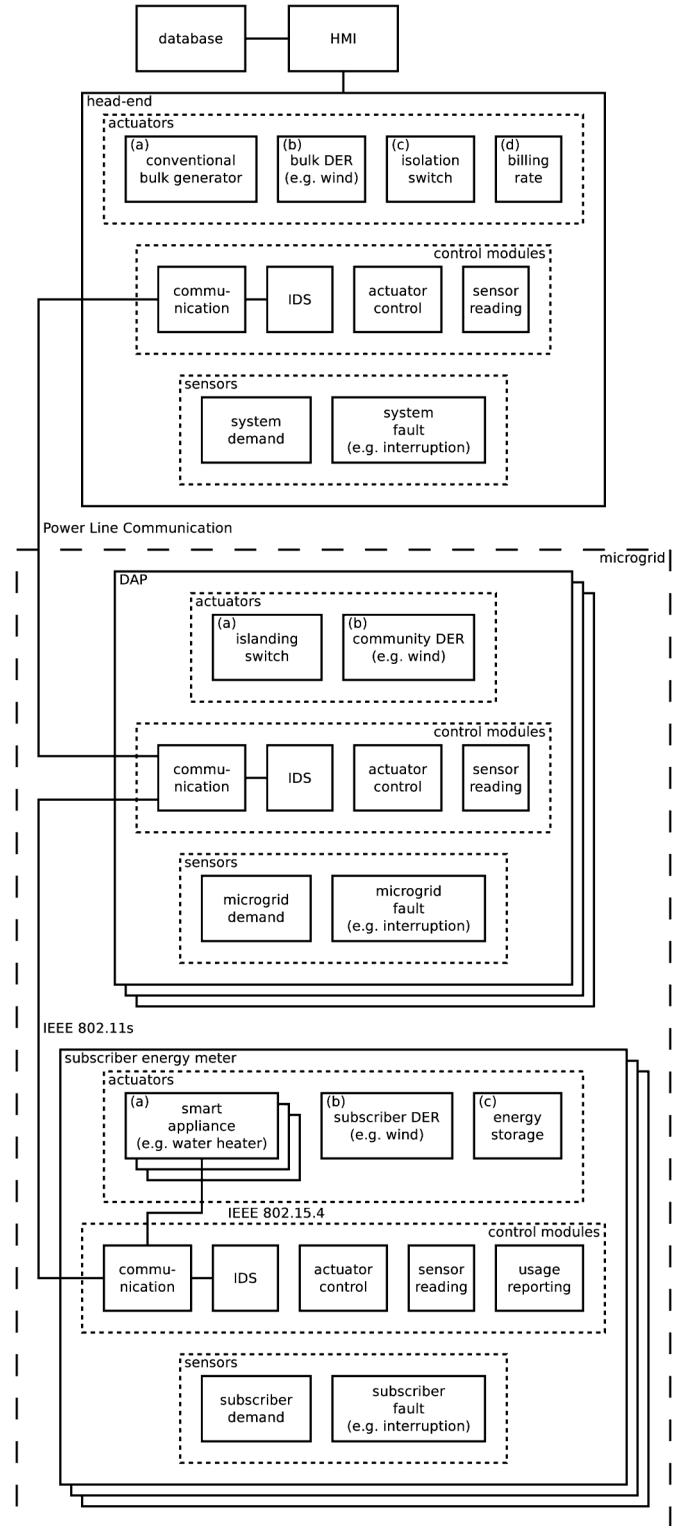 database
HMI
head-end
actuators
(a)
conventional
bulk generator
(b)
bulk DER
(e.g. wind)
(c)
isolation
switch
(d)
billing
rate
control modules
commu-
nication
IDS
actuator
control
sensor
reading
sensors
system
demand
system
fault
(e.g. interruption)
Power Line Communication
microgrid
DAP
actuators
(a)
islanding
switch
(b)
community DER
(e.g. wind)
control modules
commu-
nication
IDS
actuator
control
sensor
reading
sensors
microgrid
demand
microgrid
fault
(e.g. interruption)
IEEE 802.11s
subscriber energy meter
actuators
(a)
smart
appliance
(e.g. water heater)
(b)
subscriber DER
(e.g. wind)
(c)
energy
storage
IEEE 802.15.4
control modules
commu-
nication
IDS
actuator
control
sensor
reading
usage
reporting
sensors
subscriber
demand
subscriber
fault
(e.g. interruption)